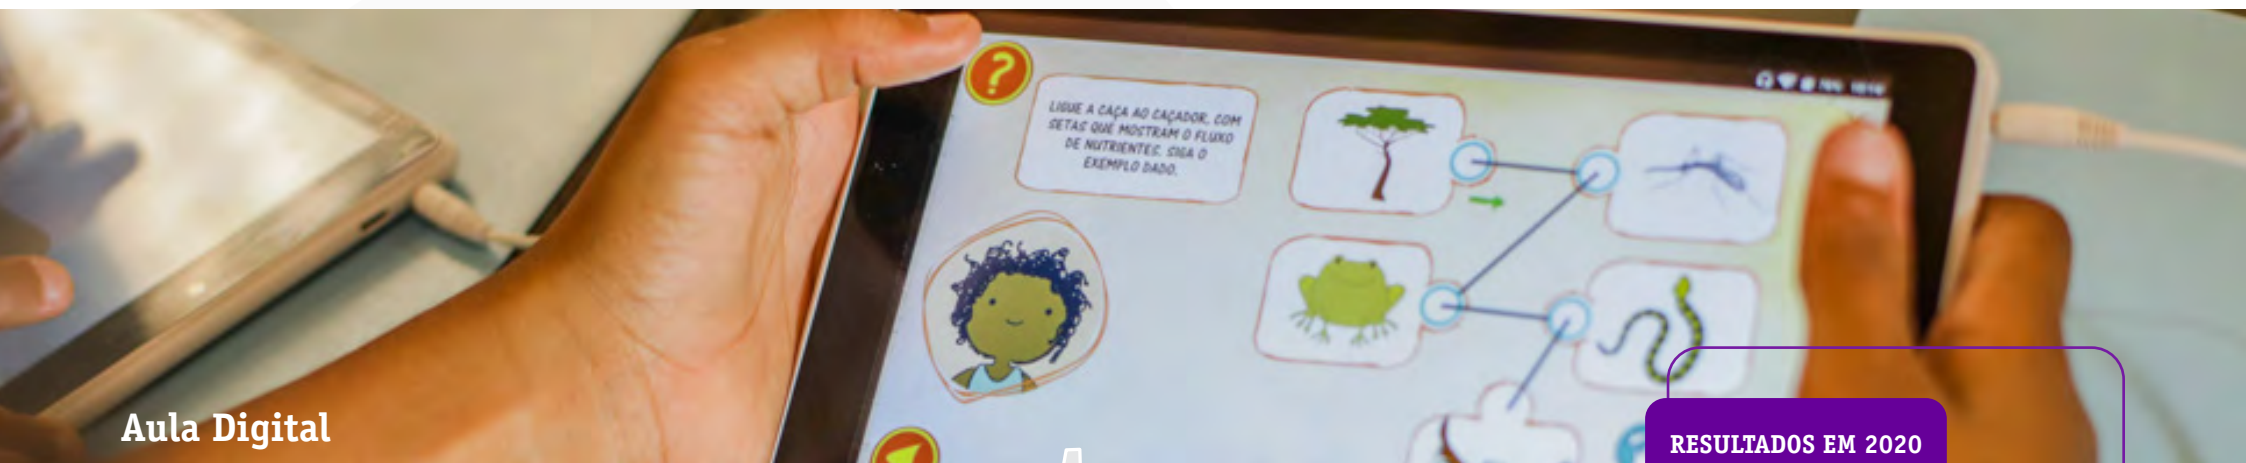 ?
LIGUE A CAÇA AO CAÇADOR, COM
SETAS QUE MOSTRAM O FLUXO
DE NUTRIENTES. SIGA O
EXEMPLO DADO.
Aula Digital
RESULTADOS EM 2020